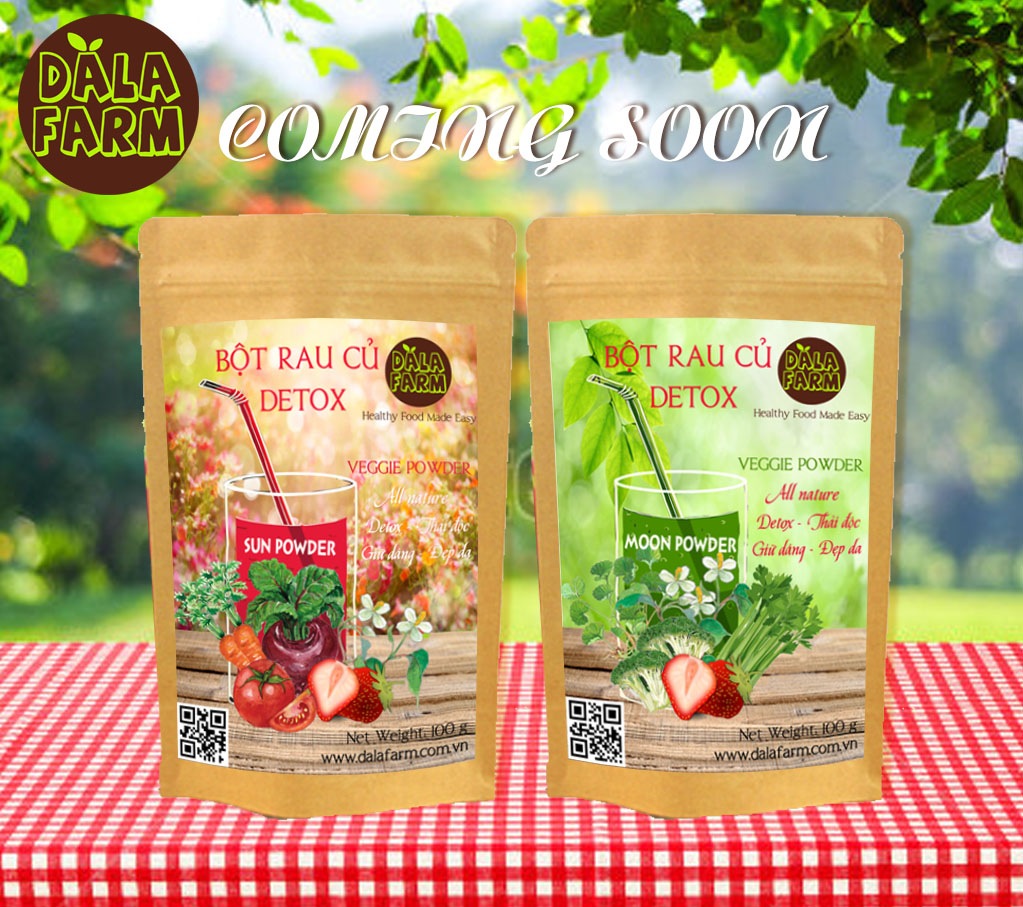 DALA
FARM
COMING SOON
BỘT RAU CỦ
DETOX
DALA
FARM
Healthy Food Made Easy
VEGGIE POWDER
All nature
Detox - Thải độc
Giữ dáng - Đẹp da
SUN POWDER
Net Weight: 100 g
www.dalafarm.com.vn
BỘT RAU CỦ
DETOX
DALA
FARM
Healthy Food Made Easy
VEGGIE POWDER
All nature
Detox - Thải độc
Giữ dáng - Đẹp da
MOON POWDER
Net Weight: 100 g
www.dalafarm.com.vn